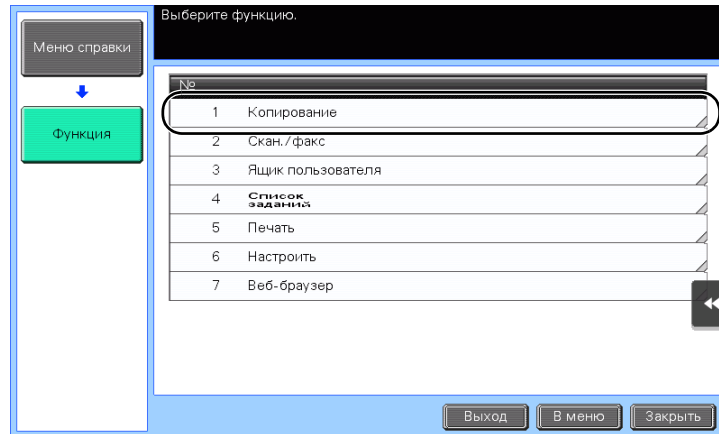 Выберите функцию.
Меню справки
Функция
№
1 Копирование
2 Скан./факс
3 Ящик пользователя
4 Список
заданий
5 Печать
6 Настроить
7 Веб-браузер
Выход В меню Закрыть